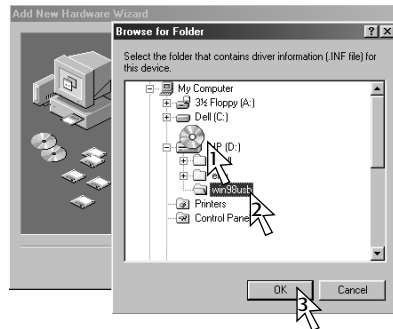 Add New Hardware Wizard
Browse for Folder
Select the folder that contains driver information (.INF file) for
this device.
My Computer
3½ Floppy (A:)
Dell (C:)
(D:)
1
win98usb
2
Printers
Control Pane
OK
Cancel
3